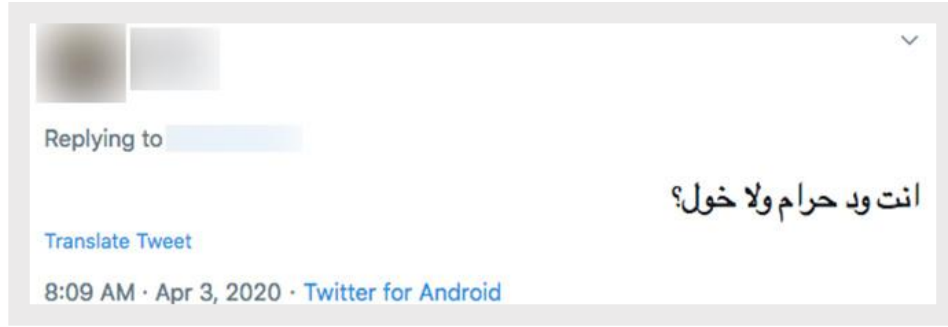 Replying to
انت ود حرام ولا خول؟
Translate Tweet
8:09 AM · Apr 3, 2020 · Twitter for Android